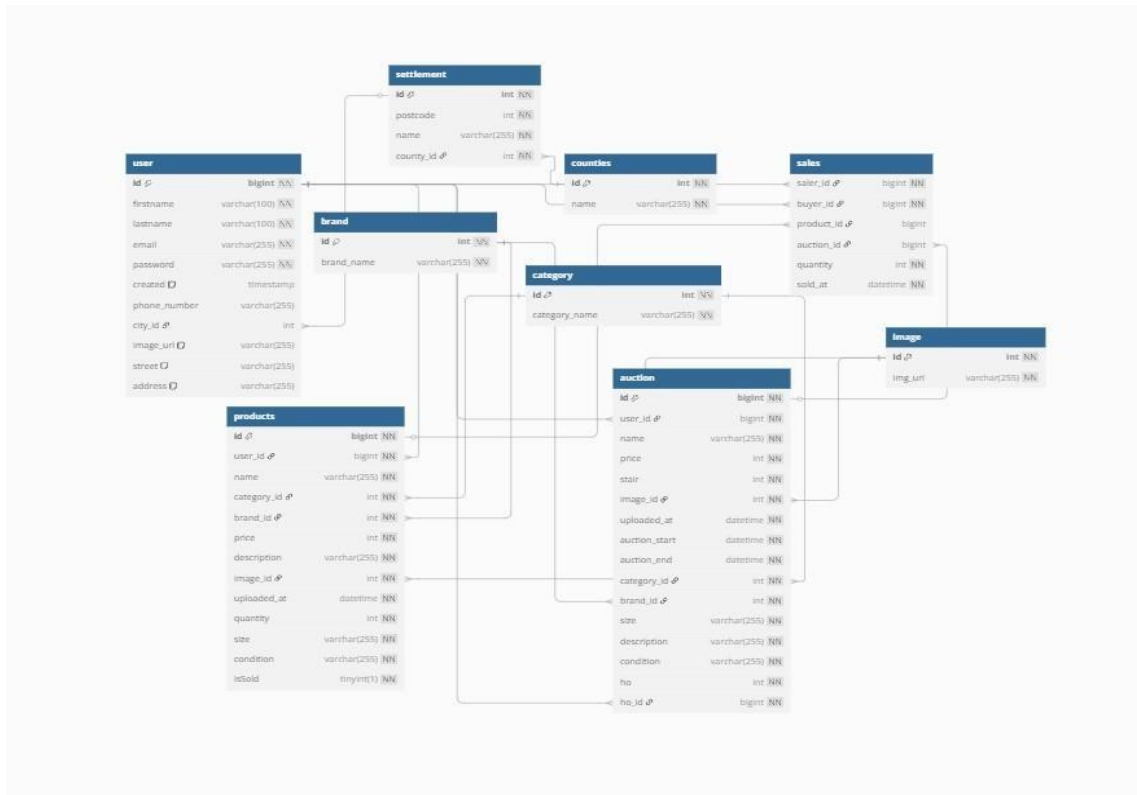 settlement
id int NN
postcode int NN
name varchar(255) NN
county_id int NN
user
id bigint NN
firstname varchar(100) NN
lastname varchar(100) NN
email varchar(255) NN
password varchar(255) NN
created timestamp
phone_number varchar(255)
city_id int
image_url varchar(255)
street varchar(255)
address varchar(255)
counties
id int NN
name varchar(255) NN
sales
saler_id bigint NN
buyer_id bigint NN
product_id bigint
auction_id bigint
quantity int NN
sold_at datetime NN
brand
id int NN
brand_name varchar(255) NN
category
id int NN
category_name varchar(255) NN
image
id int NN
img_url varchar(255) NN
auction
id bigint NN
user_id bigint NN
name varchar(255) NN
price int NN
stair int NN
image_id int NN
uploaded_at datetime NN
auction_start datetime NN
auction_end datetime NN
category_id int NN
brand_id int NN
size varchar(255) NN
description varchar(255) NN
condition varchar(255) NN
ho int NN
ho_id bigint NN
products
id bigint NN
user_id bigint NN
name varchar(255) NN
category_id int NN
brand_id int NN
price int NN
description varchar(255) NN
image_id int NN
uploaded_at datetime NN
quantity int NN
size varchar(255) NN
condition varchar(255) NN
isSold tinyint(1) NN